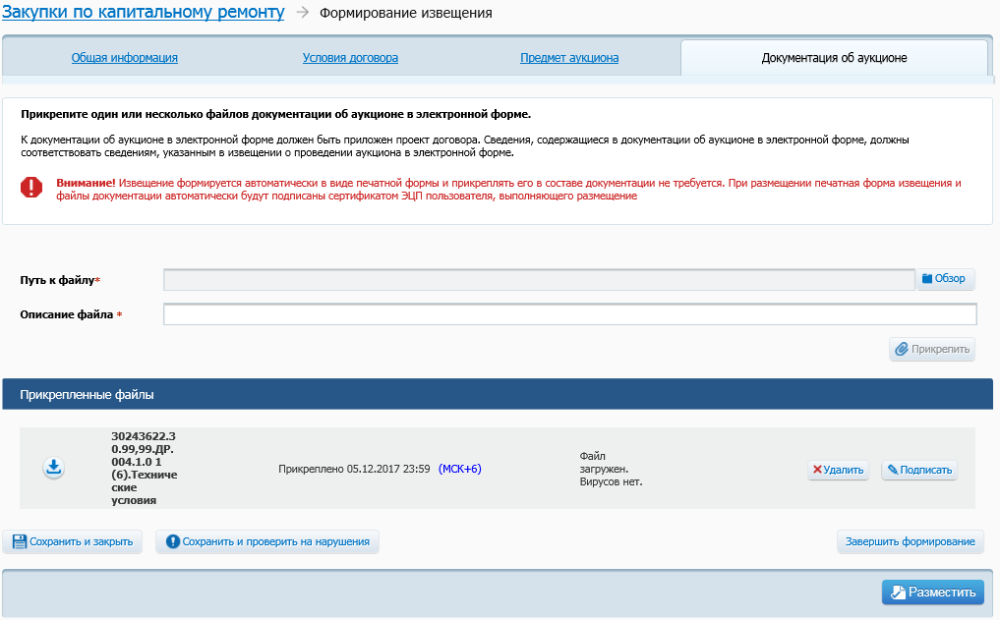 Закупки по капитальному ремонту → Формирование извещения
Общая информация Условия договора Предмет аукциона Документация об аукционе
Прикрепите один или несколько файлов документации об аукционе в электронной форме.
К документации об аукционе в электронной форме должен быть приложен проект договора. Сведения, содержащиеся в документации об аукционе в электронной форме, должны
соответствовать сведениям, указанным в извещении о проведении аукциона в электронной форме.
Внимание! Извещение формируется автоматически в виде печатной формы и прикреплять его в составе документации не требуется. При размещении печатная форма извещения и
файлы документации автоматически будут подписаны сертификатом ЭЦП пользователя, выполняющего размещение
Путь к файлу*
Обзор
Описание файла *
Прикрепить
Прикрепленные файлы
30243622.3
0.99,99.ДР.
004.1.0 1
(6).Техниче
ские
условия
Прикреплено 05.12.2017 23:59 (МСК+6)
Файл
загружен.
Вирусов нет.
Удалить
Подписать
Сохранить и закрыть
Сохранить и проверить на нарушения
Завершить формирование
Разместить